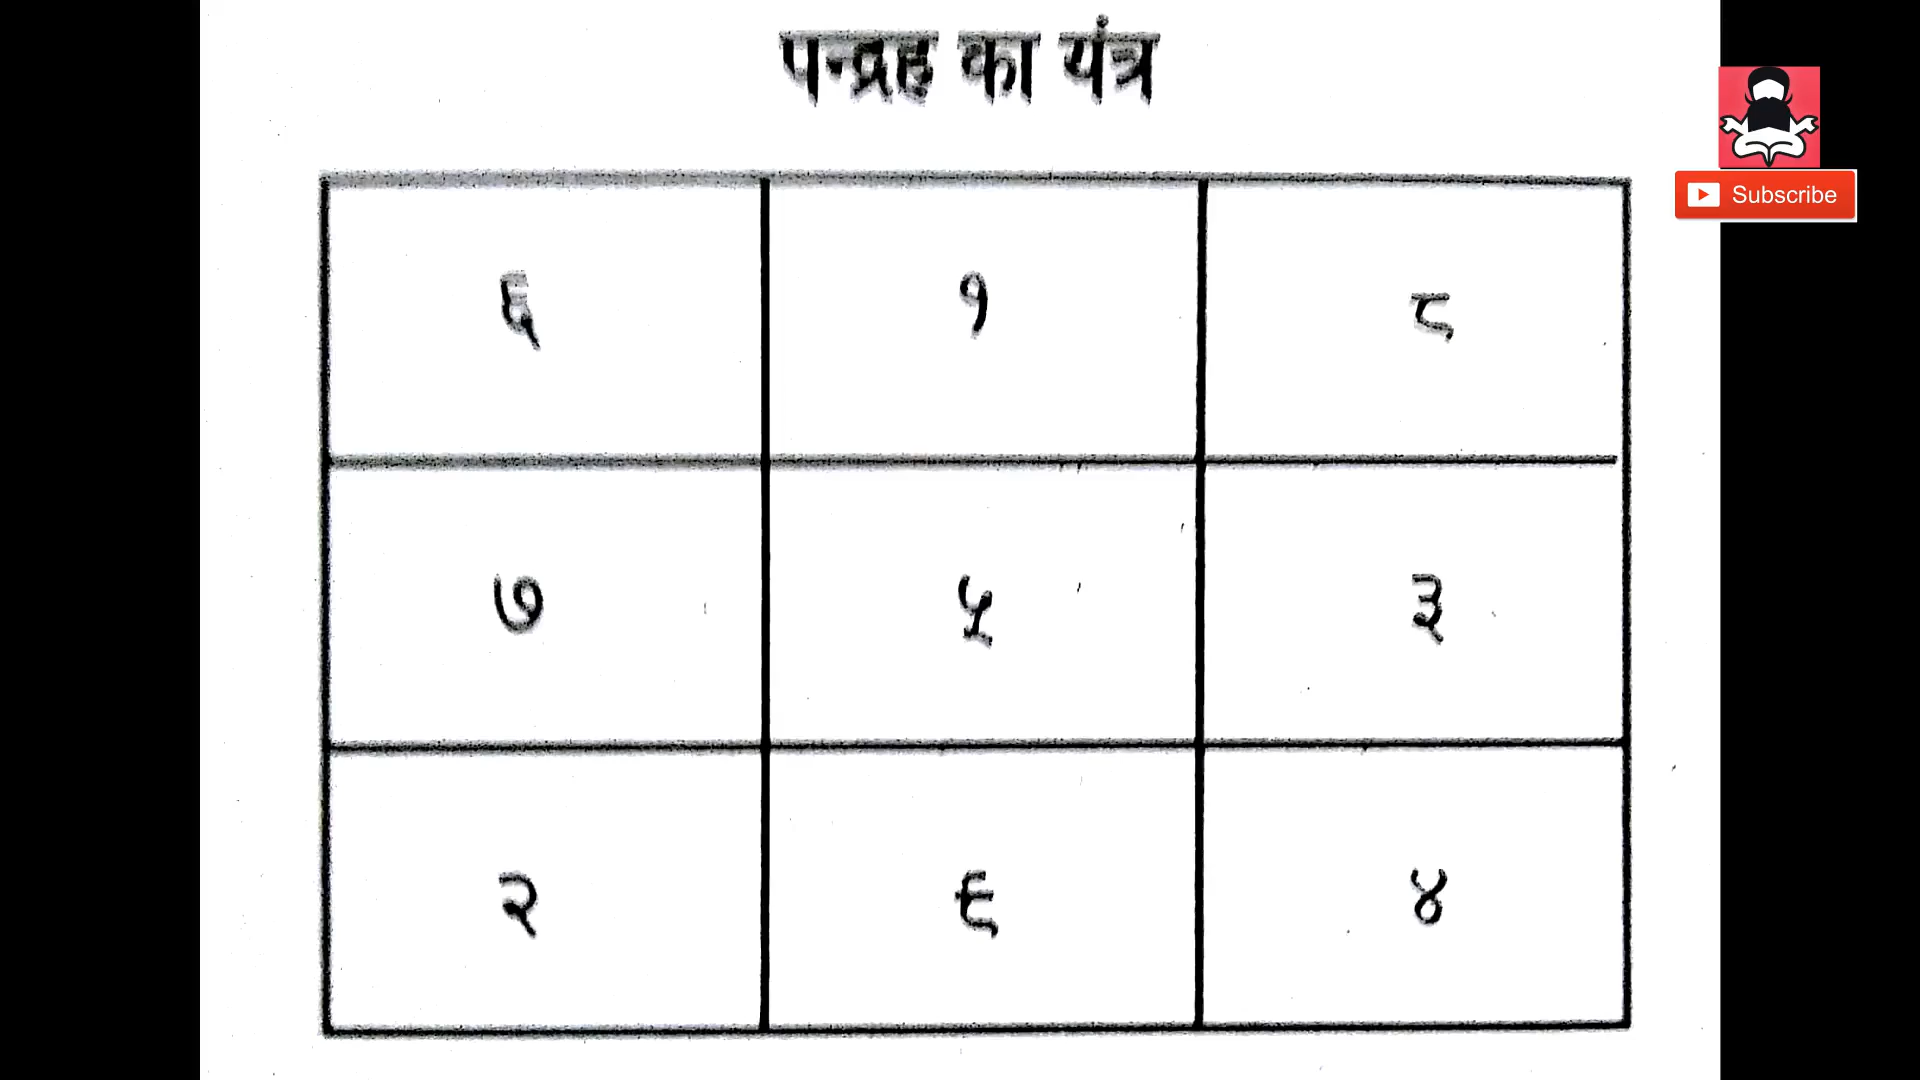 पन्द्रह का यंत्र
Subscribe
६ १ ८
७ ५ ३
२ ९ ४